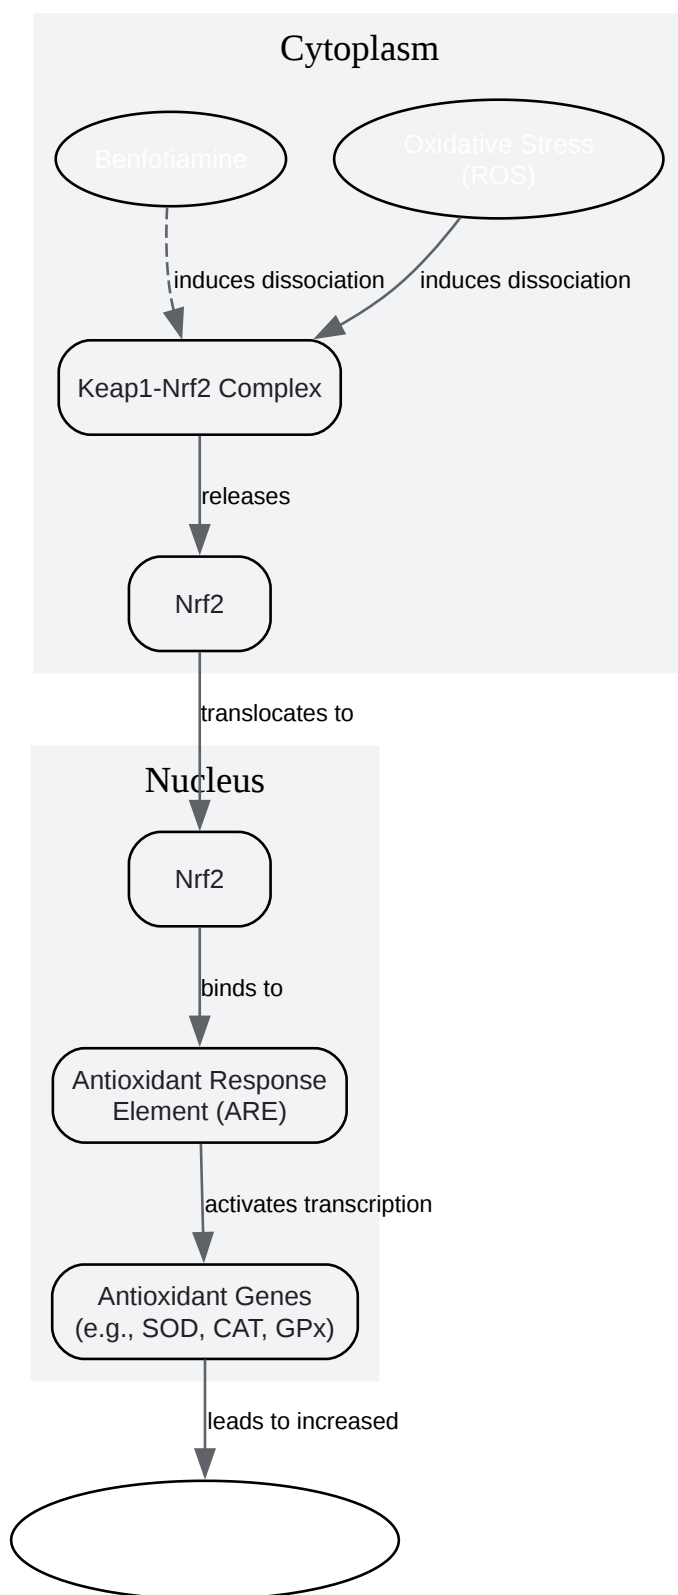 Cytoplasm
Benfotiamine
Oxidative Stress
(ROS)
induces dissociation
induces dissociation
Keap1-Nrf2 Complex
releases
Nrf2
translocates to
Nucleus
Nrf2
binds to
Antioxidant Response
Element (ARE)
activates transcription
Antioxidant Genes
(e.g., SOD, CAT, GPx)
leads to increased